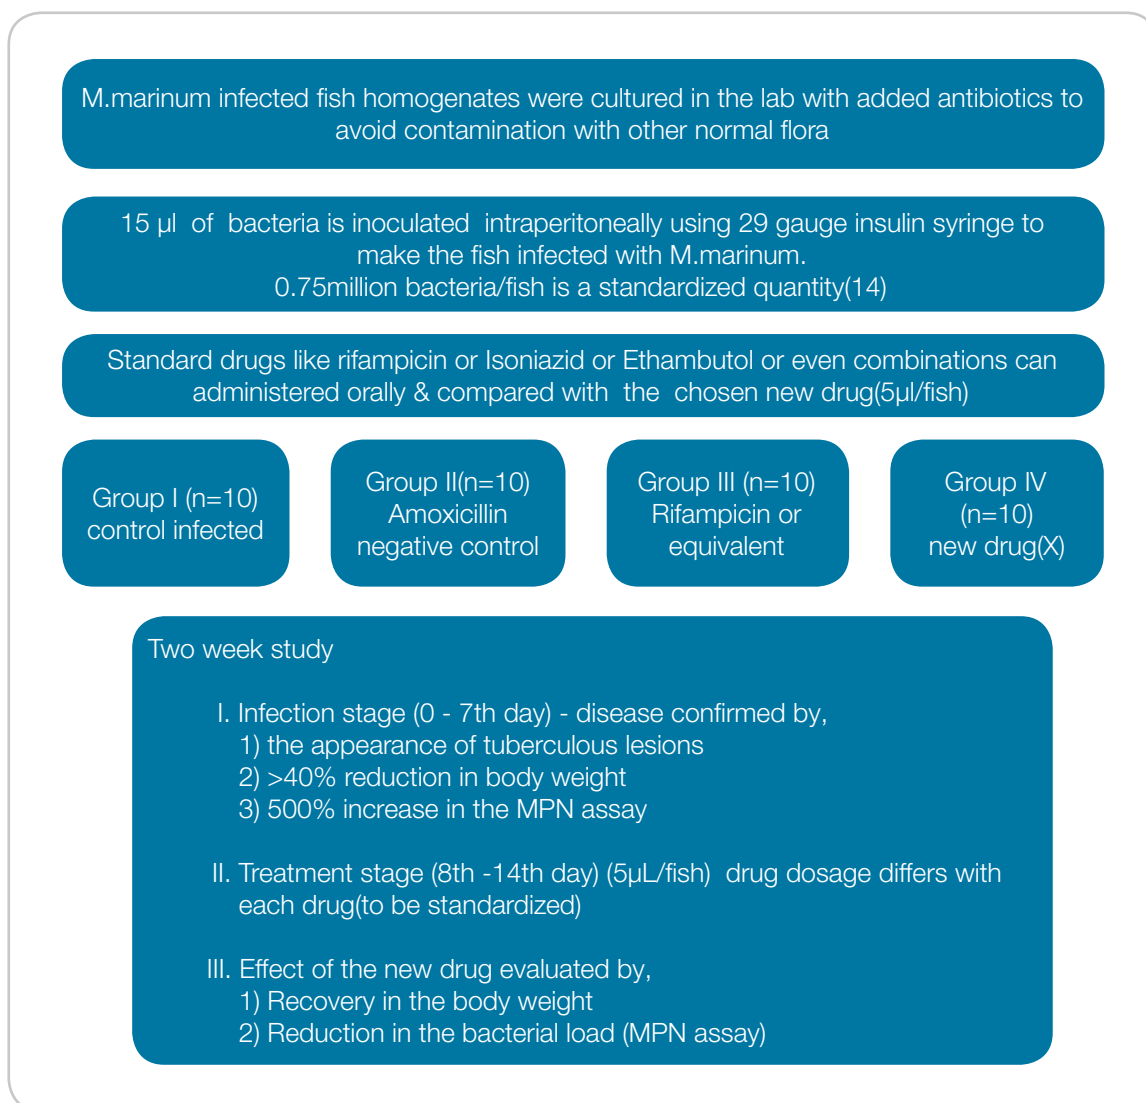 M.marinum infected fish homogenates were cultured in the lab with added antibiotics to
avoid contamination with other normal flora
15 µl of bacteria is inoculated intraperitoneally using 29 gauge insulin syringe to
make the fish infected with M.marinum.
0.75million bacteria/fish is a standardized quantity(14)
Standard drugs like rifampicin or Isoniazid or Ethambutol or even combinations can
administered orally & compared with the chosen new drug(5µl/fish)
Group I (n=10)
control infected
Group II(n=10)
Amoxicillin
negative control
Group III (n=10)
Rifampicin or
equivalent
Group IV
(n=10)
new drug(X)
Two week study
I. Infection stage (0 - 7th day) - disease confirmed by,
1) the appearance of tuberculous lesions
2) >40% reduction in body weight
3) 500% increase in the MPN assay
II. Treatment stage (8th -14th day) (5µL/fish) drug dosage differs with
each drug(to be standardized)
III. Effect of the new drug evaluated by,
1) Recovery in the body weight
2) Reduction in the bacterial load (MPN assay)